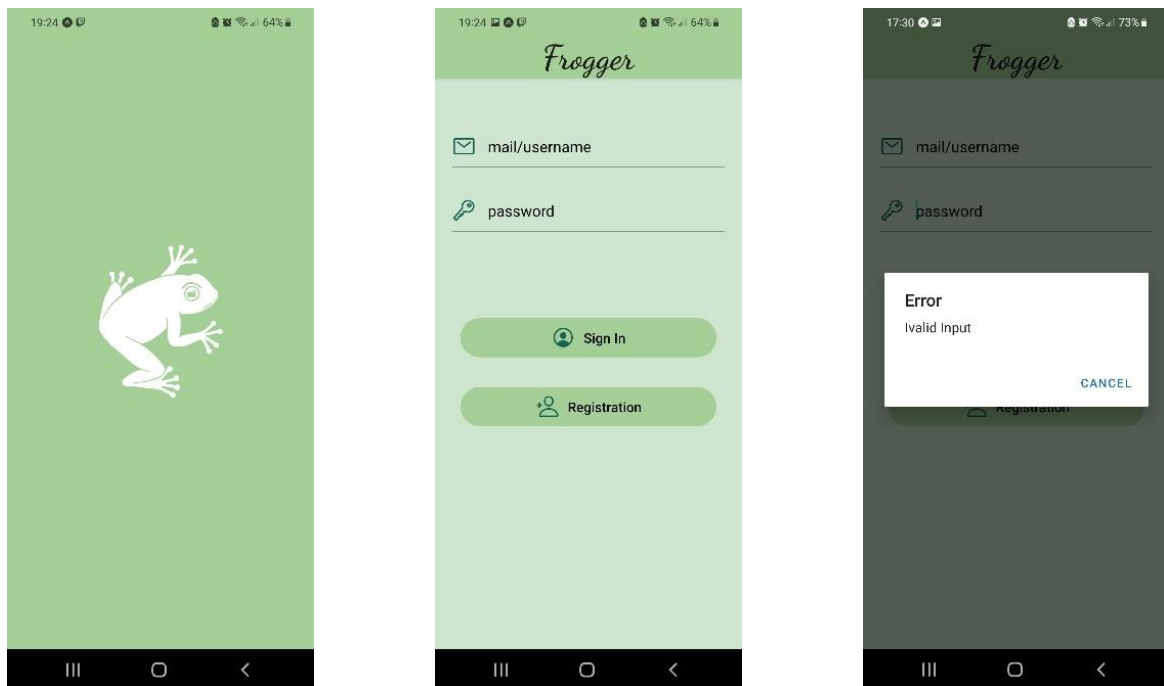 19:24
64%
19:24
64%
Frogger
mail/username
password
Sign In
Registration
17:30
73%
Frogger
mail/username
password
Error
Ivalid Input
CANCEL
Registration